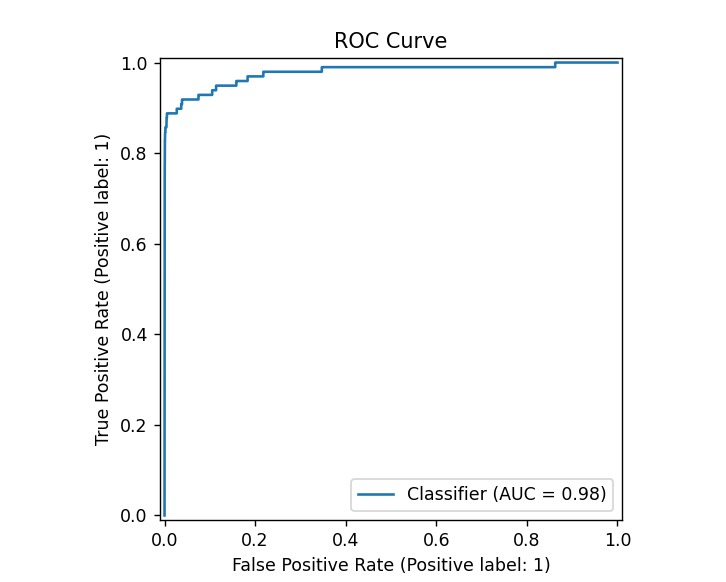 ROC Curve
True Positive Rate (Positive label: 1)
1.0
0.8
0.6
0.4
0.2
0.0
Classifier (AUC = 0.98)
0.0 0.2 0.4 0.6 0.8 1.0
False Positive Rate (Positive label: 1)